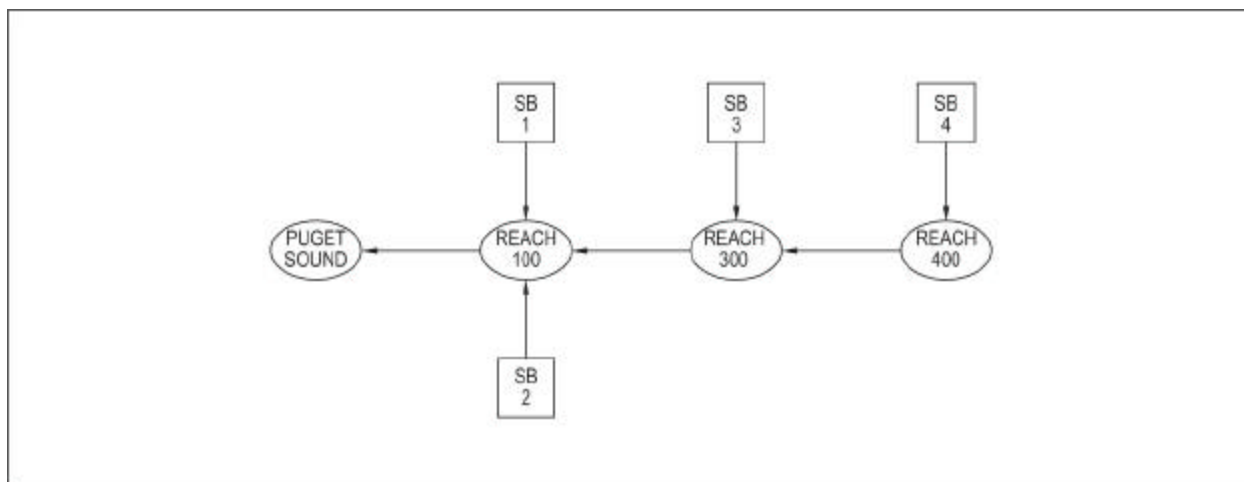 SB
1
SB
3
SB
4
PUGET
SOUND
REACH
100
REACH
300
REACH
400
SB
2